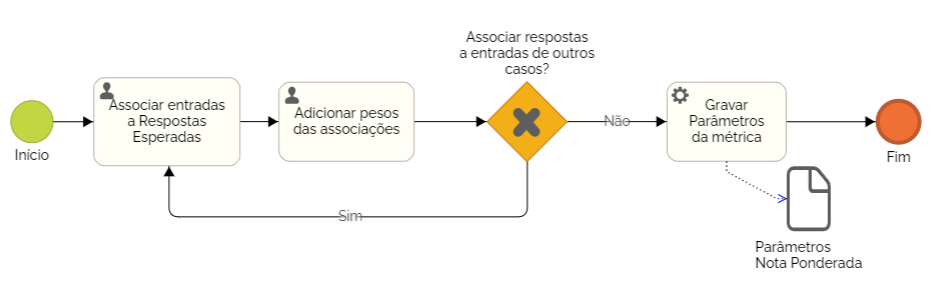 Início
Associar entradas
a Respostas
Esperadas
Adicionar pesos
das associações
Associar respostas
a entradas de outros
casos?
Não
Sim
Gravar
Parâmetros
da métrica
Fim
Parâmetros
Nota Ponderada